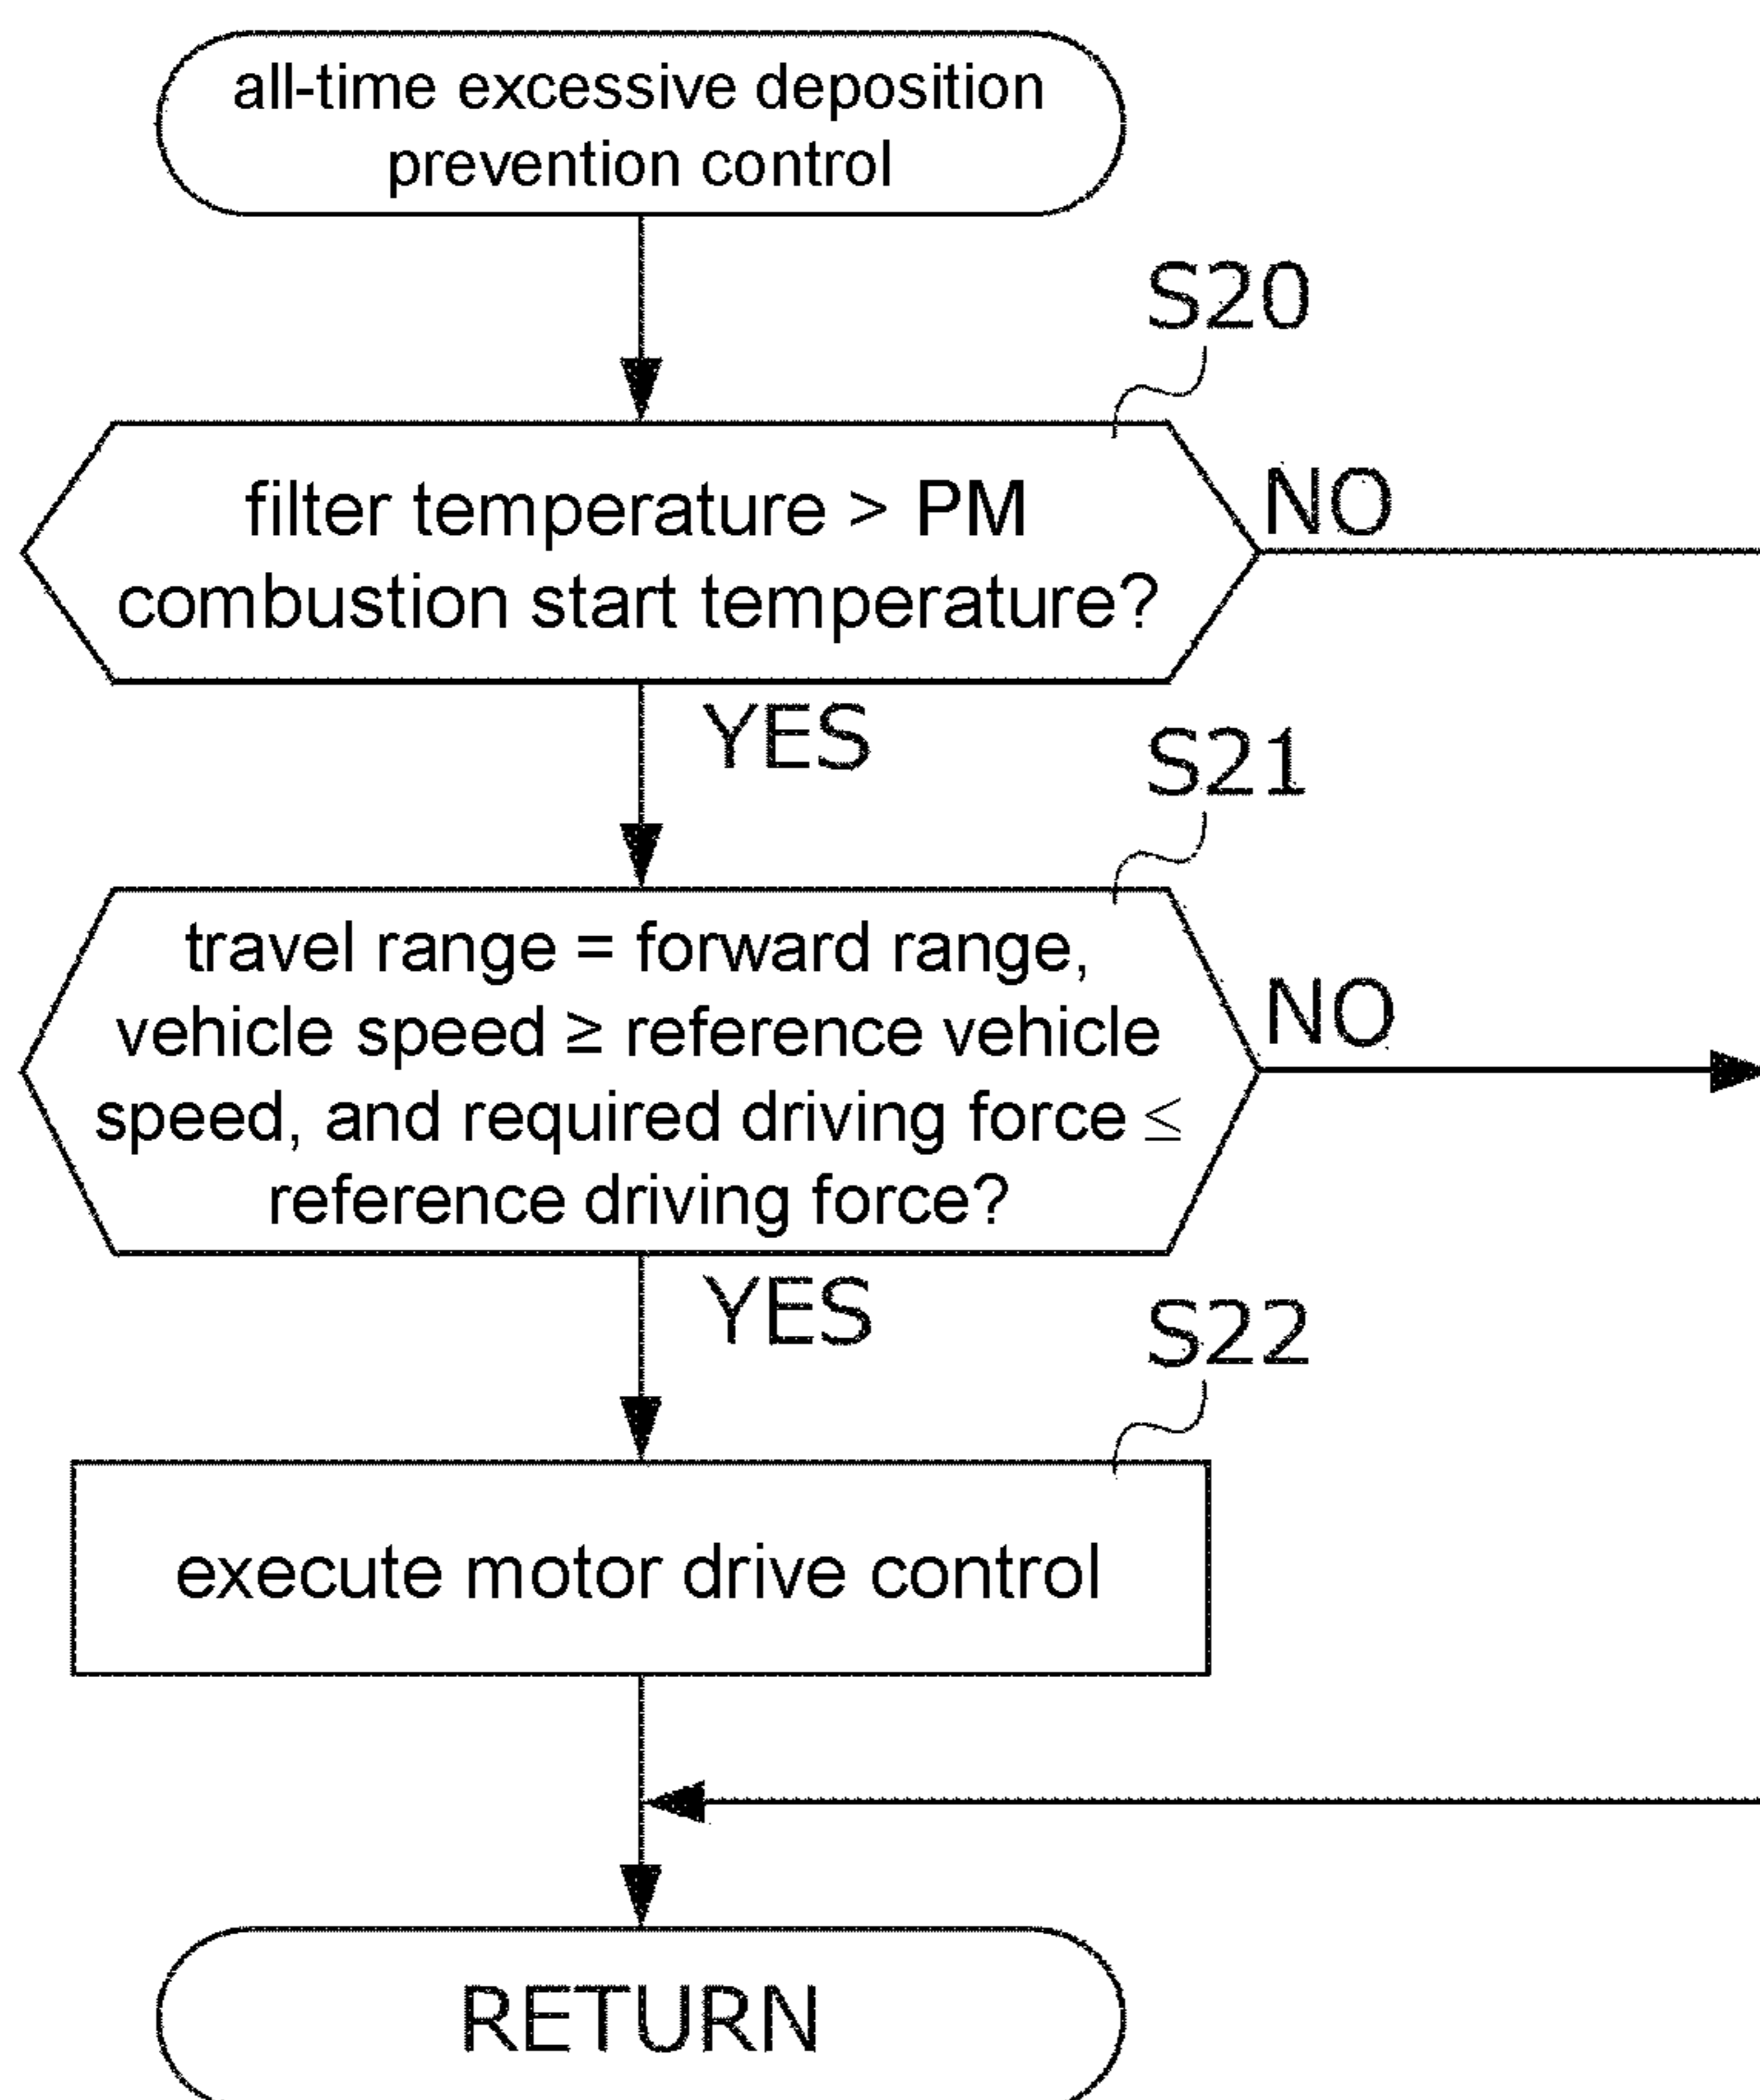 all-time excessive deposition
prevention control
S20
filter temperature > PM
combustion start temperature?
NO
YES
S21
travel range = forward range,
vehicle speed ≥ reference vehicle
speed, and required driving force ≤
reference driving force?
NO
YES
S22
execute motor drive control
RETURN